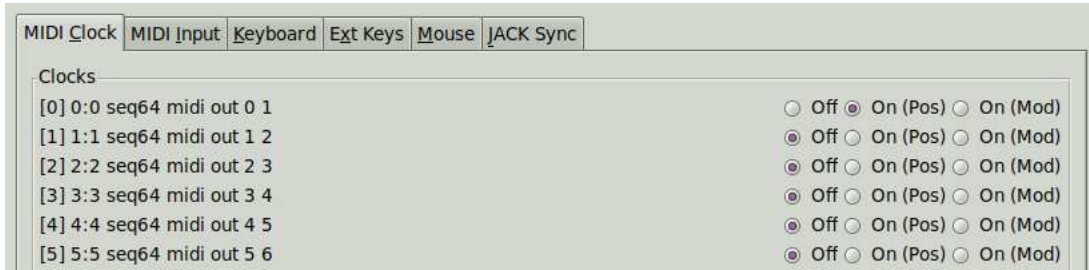 MIDI Clock MIDI Input Keyboard Ext Keys Mouse JACK Sync
Clocks
[0] 0:0 seq64 midi out 0 1 Off On (Pos) On (Mod)
[1] 1:1 seq64 midi out 1 2 Off On (Pos) On (Mod)
[2] 2:2 seq64 midi out 2 3 Off On (Pos) On (Mod)
[3] 3:3 seq64 midi out 3 4 Off On (Pos) On (Mod)
[4] 4:4 seq64 midi out 4 5 Off On (Pos) On (Mod)
[5] 5:5 seq64 midi out 5 6 Off On (Pos) On (Mod)